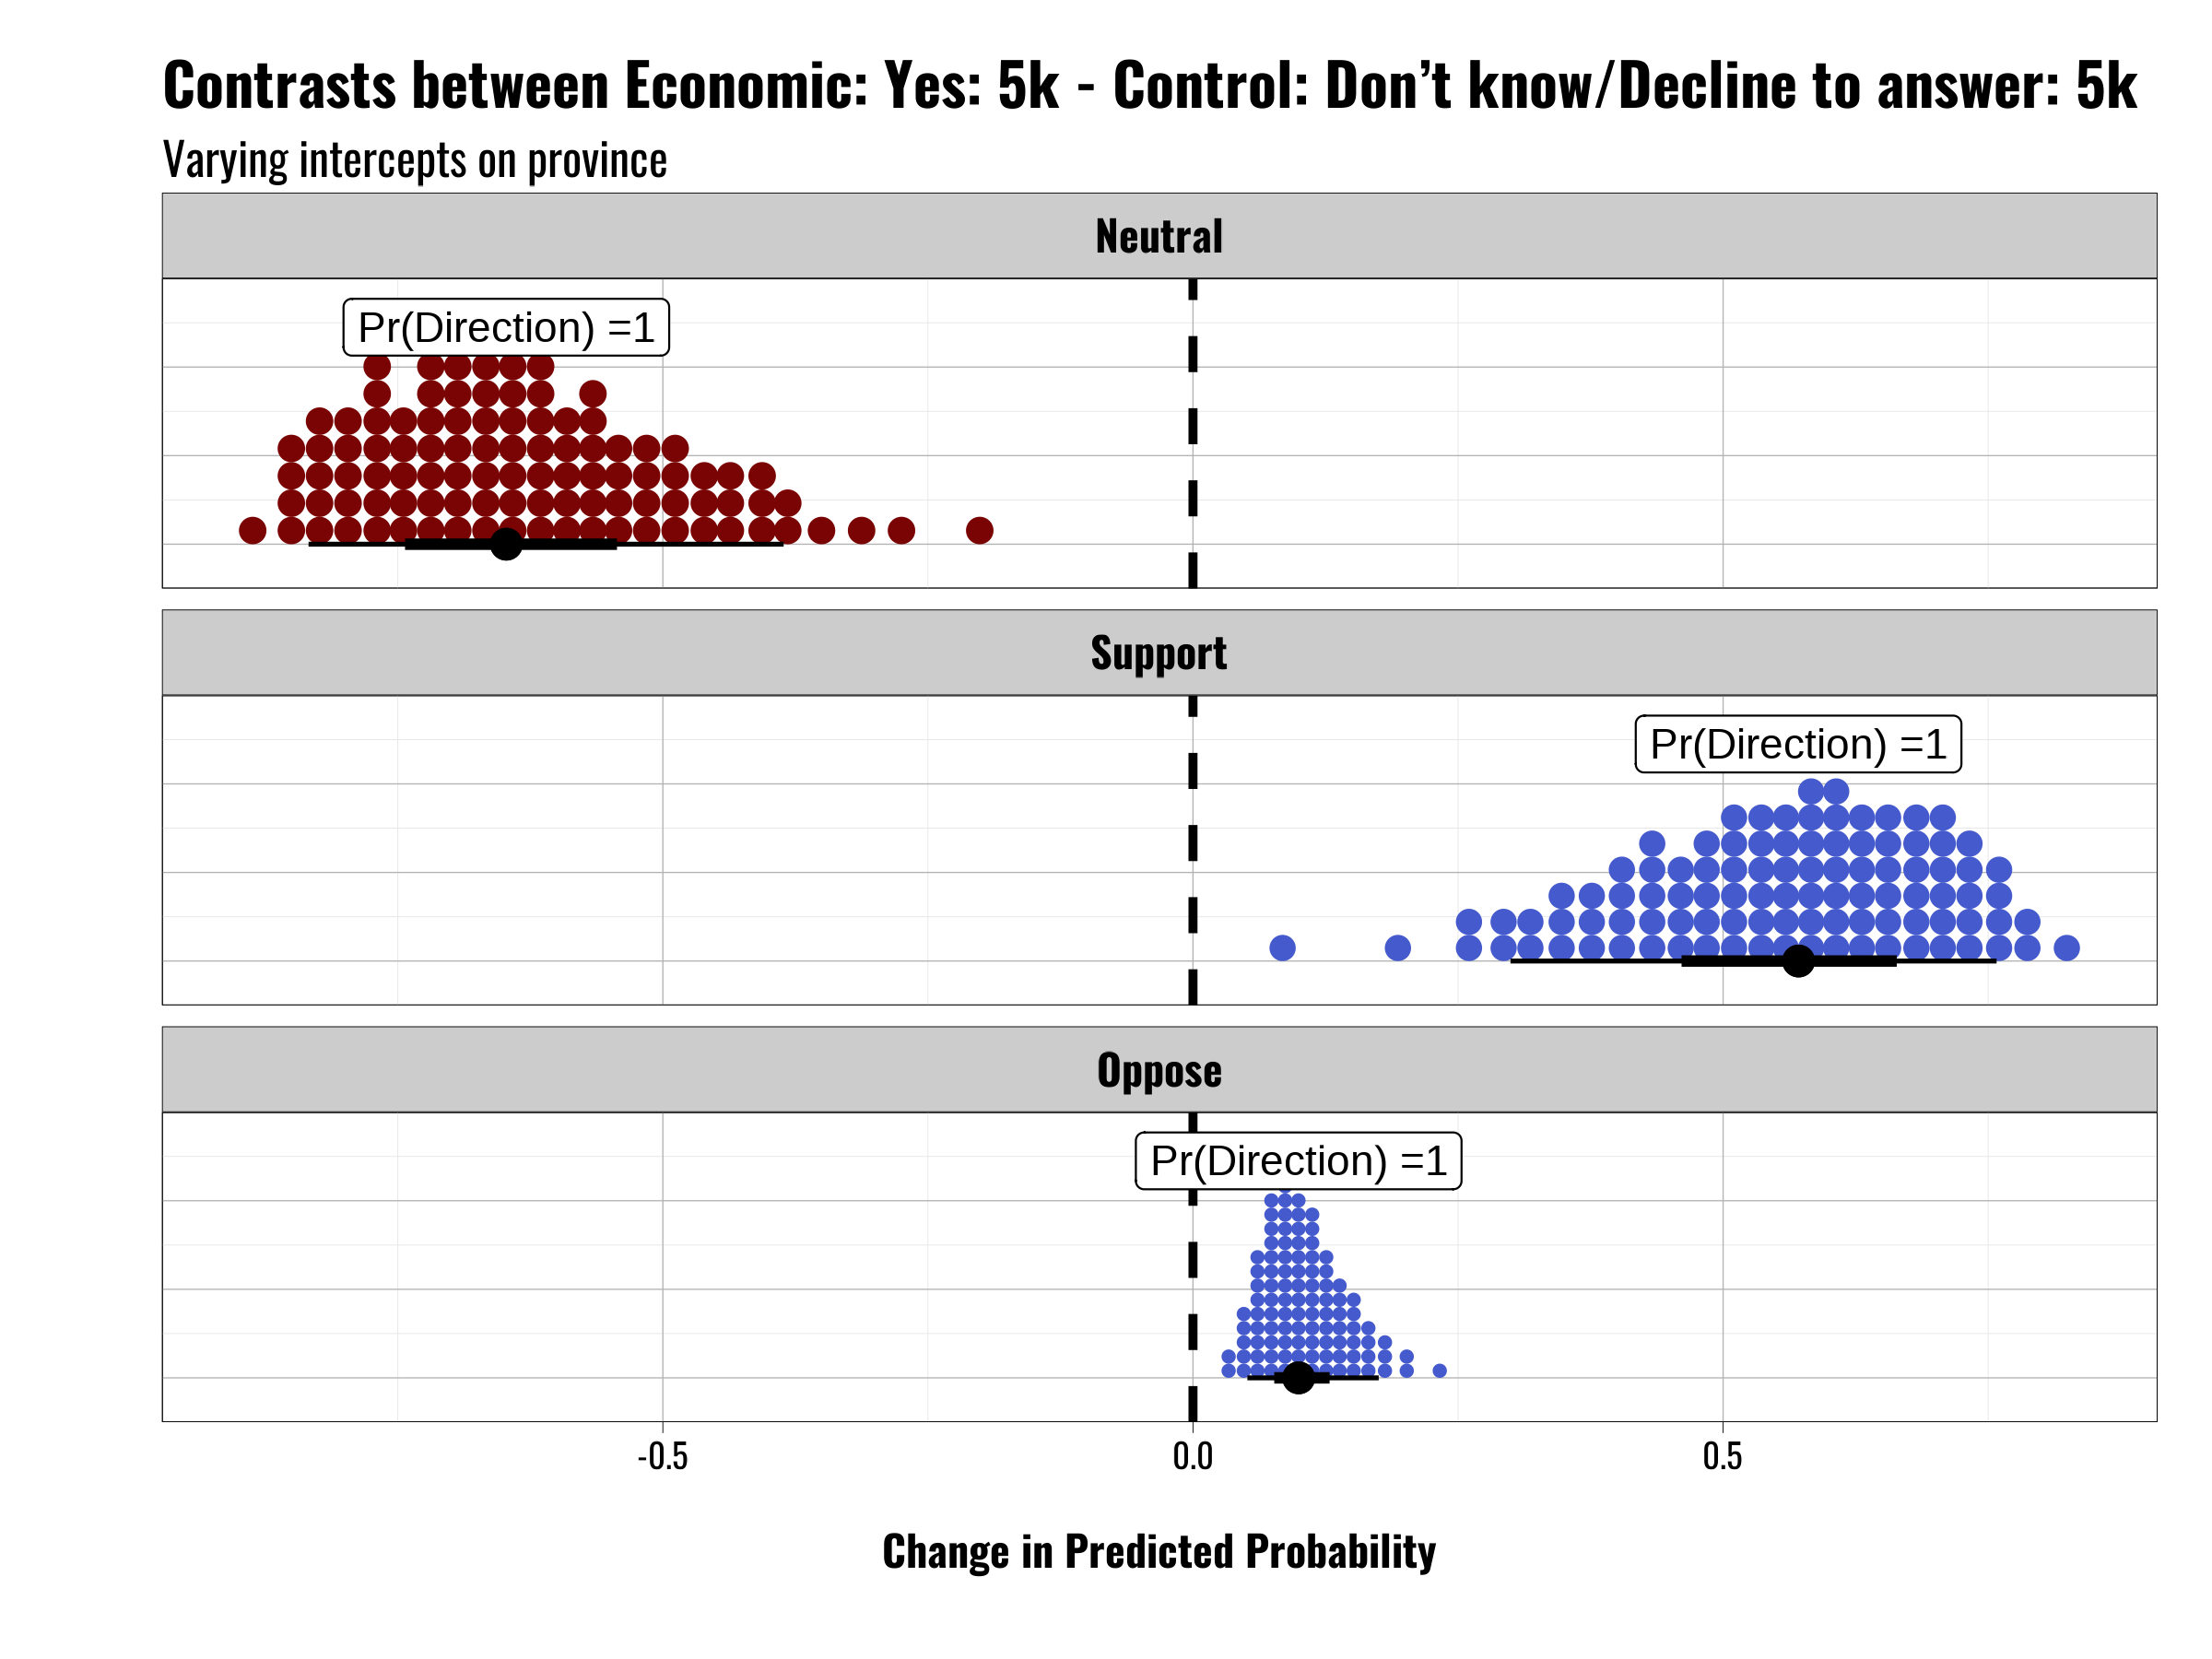 Contrasts between Economic: Yes: 5k - Control: Don’t know/Decline to answer: 5k
Varying intercepts on province
Neutral
Pr(Direction) =1
Support
Pr(Direction) =1
Oppose
Pr(Direction) =1
-0.5 0.0 0.5
Change in Predicted Probability